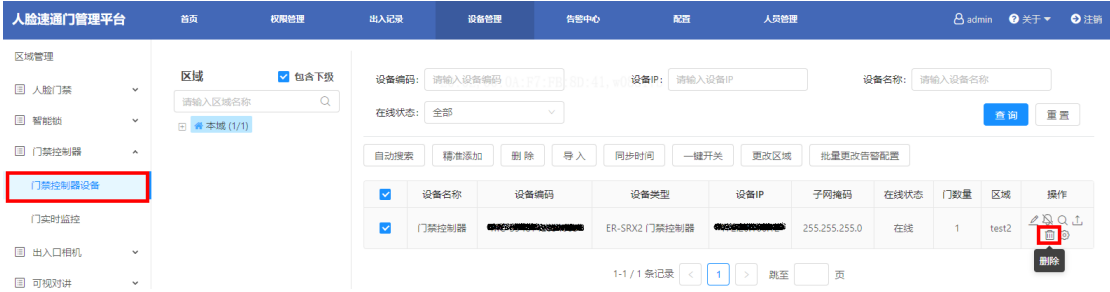 人脸速通门管理平台 首页 权限管理 出入记录 设备管理 告警中心 配置 人员管理 admin 关于 注销
区域管理
人脸门禁
智能锁
门禁控制器
门禁控制器设备
门实时监控
出入口相机
可视对讲
区域 包含下级
请输入区域名称
本域 (1/1)
设备编码: 请输入设备编码 设备IP: 请输入设备IP 设备名称: 请输入设备名称
在线状态: 全部 查 询 重 置
自动搜索 精准添加 删 除 导 入 同步时间 一键开关 更改区域 批量更改告警配置
设备名称 设备编码 设备类型 设备IP 子网掩码 在线状态 门数量 区域 操作
门禁控制器 ER-SRX2 门禁控制器 255.255.255.0 在线 1 test2
删除
1-1 / 1 条记录 < 1 > 跳至 页